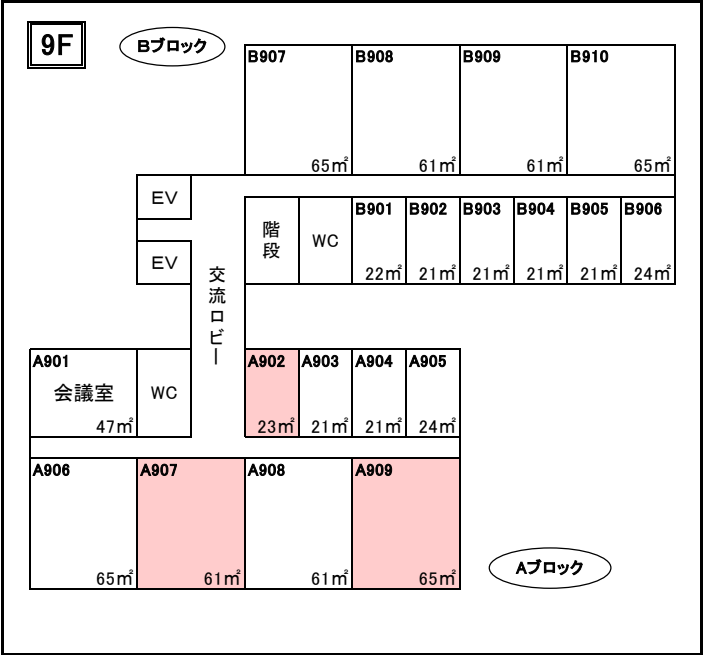 9F
Bブロック
B907
B908
B909
B910
65㎡
61㎡
61㎡
65㎡
EV
階段
WC
B901
B902
B903
B904
B905
B906
22㎡
21㎡
21㎡
21㎡
21㎡
24㎡
EV
交流ロビー
A901
会議室
47㎡
WC
A902
A903
A904
A905
23㎡
21㎡
21㎡
24㎡
A906
A907
A908
A909
65㎡
61㎡
61㎡
65㎡
Aブロック